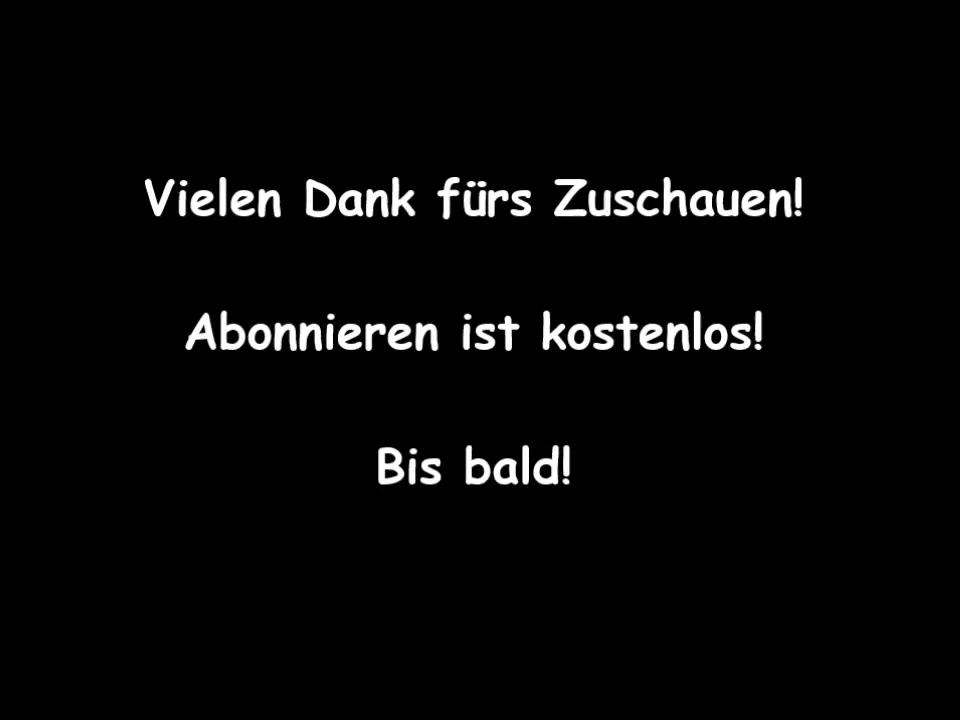 Vielen Dank fürs Zuschauen!
Abonnieren ist kostenlos!
Bis bald!